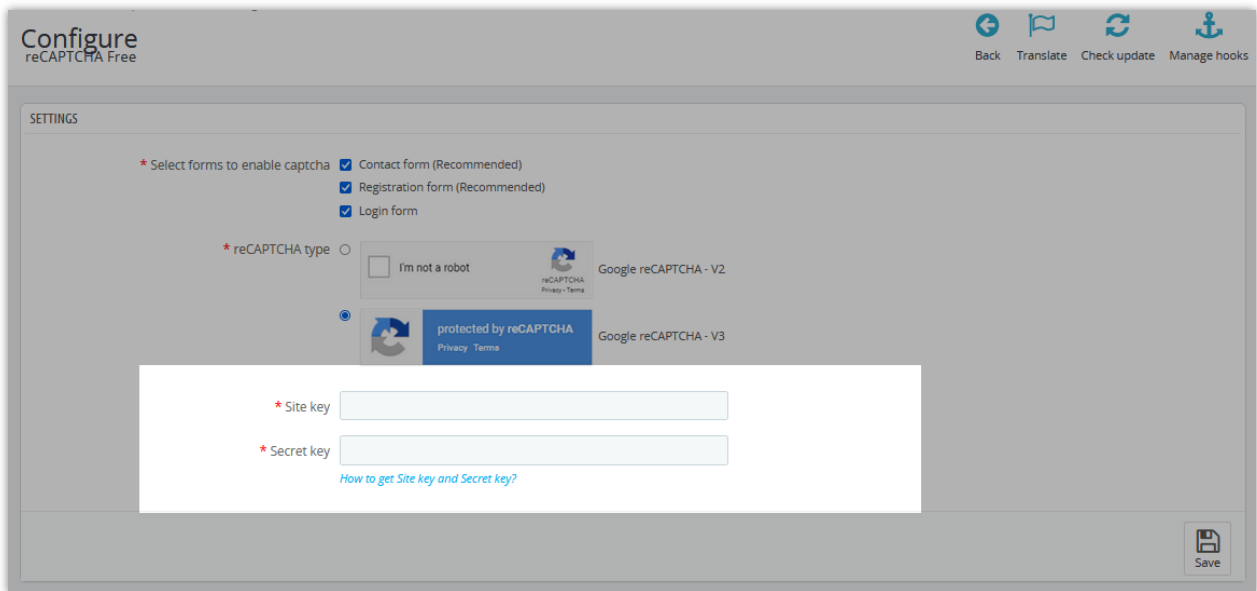 Configure
reCAPTCHA Free
Back Translate Check update Manage hooks
SETTINGS
* Select forms to enable captcha Contact form (Recommended)
Registration form (Recommended)
Login form
* reCAPTCHA type
I'm not a robot
reCAPTCHA
Privacy - Terms
Google reCAPTCHA - V2
protected by reCAPTCHA
Privacy Terms
Google reCAPTCHA - V3
* Site key
* Secret key
How to get Site key and Secret key?
Save